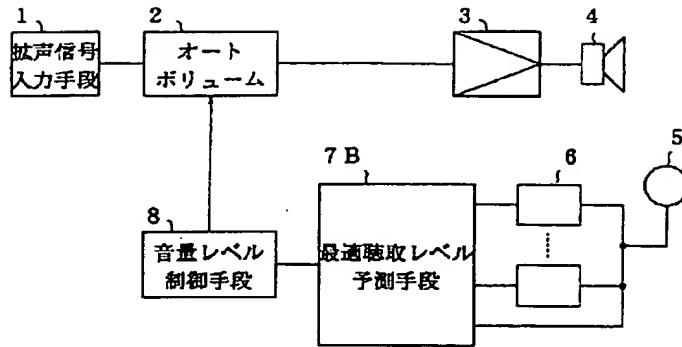 1
2
3
4
拡声信号
入力手段
オート
ボリューム
7 B
6
5
8
音量レベル
制御手段
最適聴取レベル
予測手段